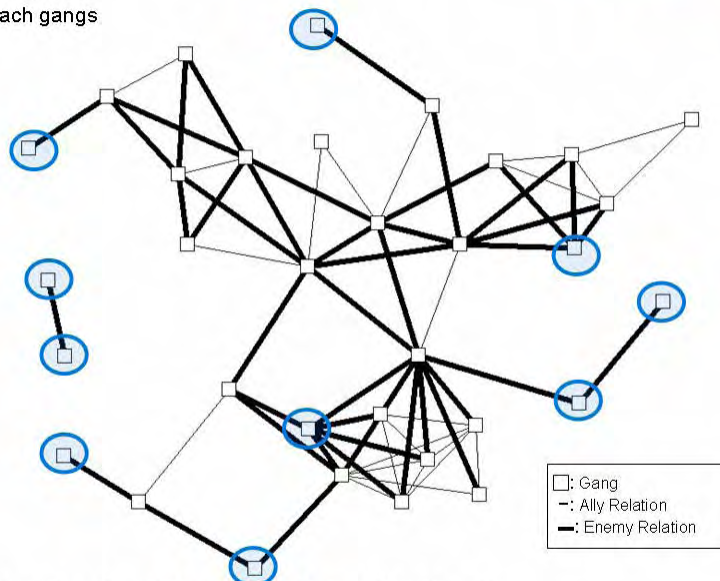 ach gangs
: Gang
-: Ally Relation
: Enemy Relation